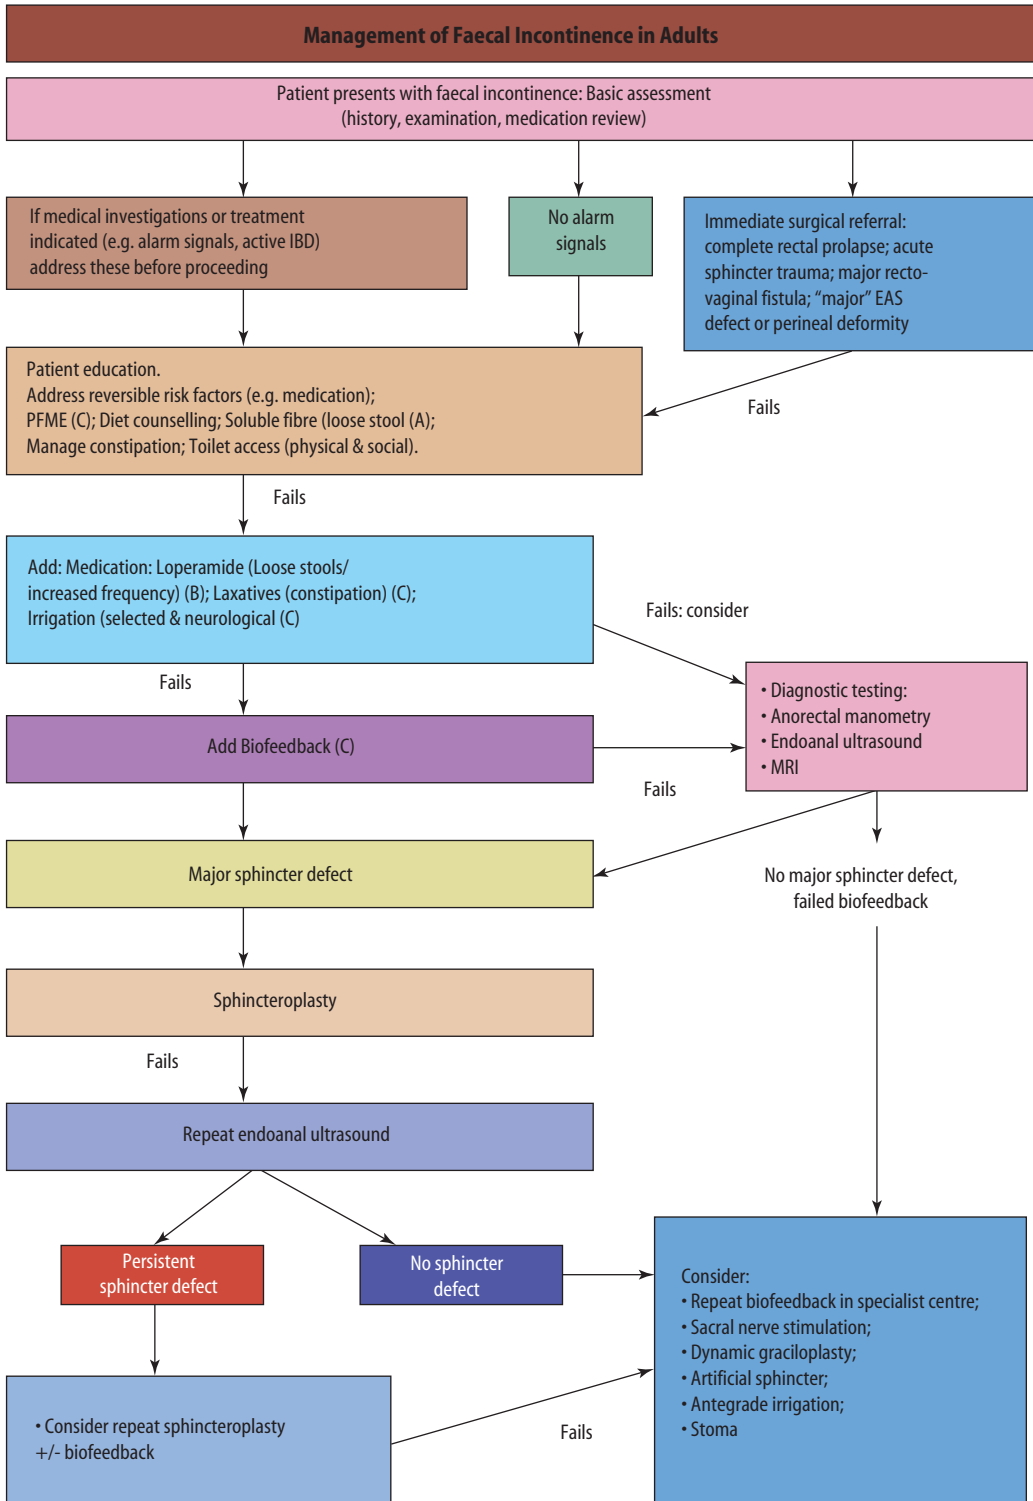 Management of Faecal Incontinence in Adults
Patient presents with faecal incontinence: Basic assessment
(history, examination, medication review)
If medical investigations or treatment
indicated (e.g. alarm signals, active IBD)
address these before proceeding
No alarm
signals
Immediate surgical referral:
complete rectal prolapse; acute
sphincter trauma; major recto-
vaginal fistula; “major” EAS
defect or perineal deformity
Fails
Patient education.
Address reversible risk factors (e.g. medication);
PFME (C); Diet counselling; Soluble fibre (loose stool (A);
Manage constipation; Toilet access (physical & social).
Fails
Add: Medication: Loperamide (Loose stools/
increased frequency) (B); Laxatives (constipation) (C);
Irrigation (selected & neurological (C)
Fails: consider
Fails
• Diagnostic testing:
• Anorectal manometry
• Endoanal ultrasound
• MRI
Add Biofeedback (C)
Fails
Major sphincter defect
No major sphincter defect,
failed biofeedback
Sphincteroplasty
Fails
Repeat endoanal ultrasound
Persistent
sphincter defect
No sphincter
defect
Consider:
• Repeat biofeedback in specialist centre;
• Sacral nerve stimulation;
• Dynamic graciloplasty;
• Artificial sphincter;
• Antegrade irrigation;
• Stoma
• Consider repeat sphincteroplasty
+/- biofeedback
Fails